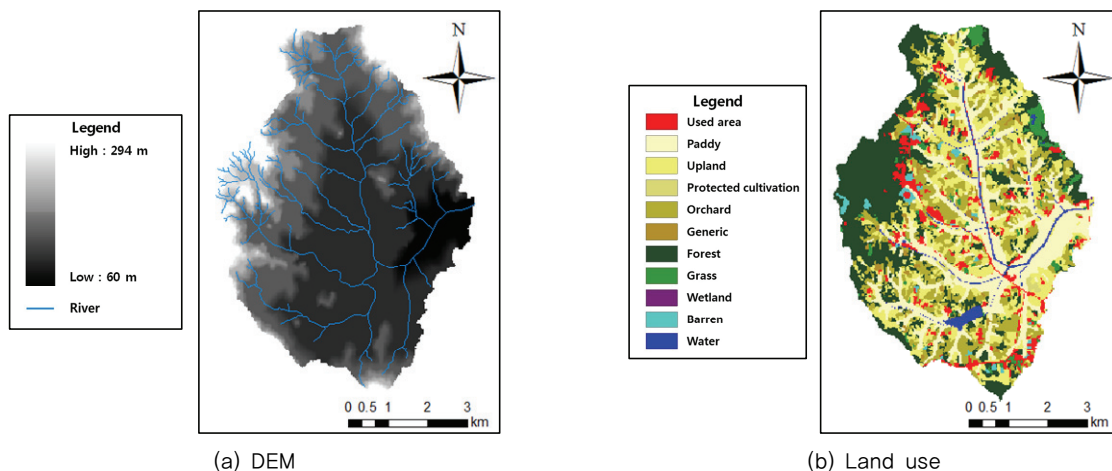 Legend
High : 294 m
Low : 60 m
River
N
0 0.5 1 2 3
km
(a) DEM
Legend
Used area
Paddy
Upland
Protected cultivation
Orchard
Generic
Forest
Grass
Wetland
Barren
Water
N
0 0.5 1 2 3
km
(b) Land use